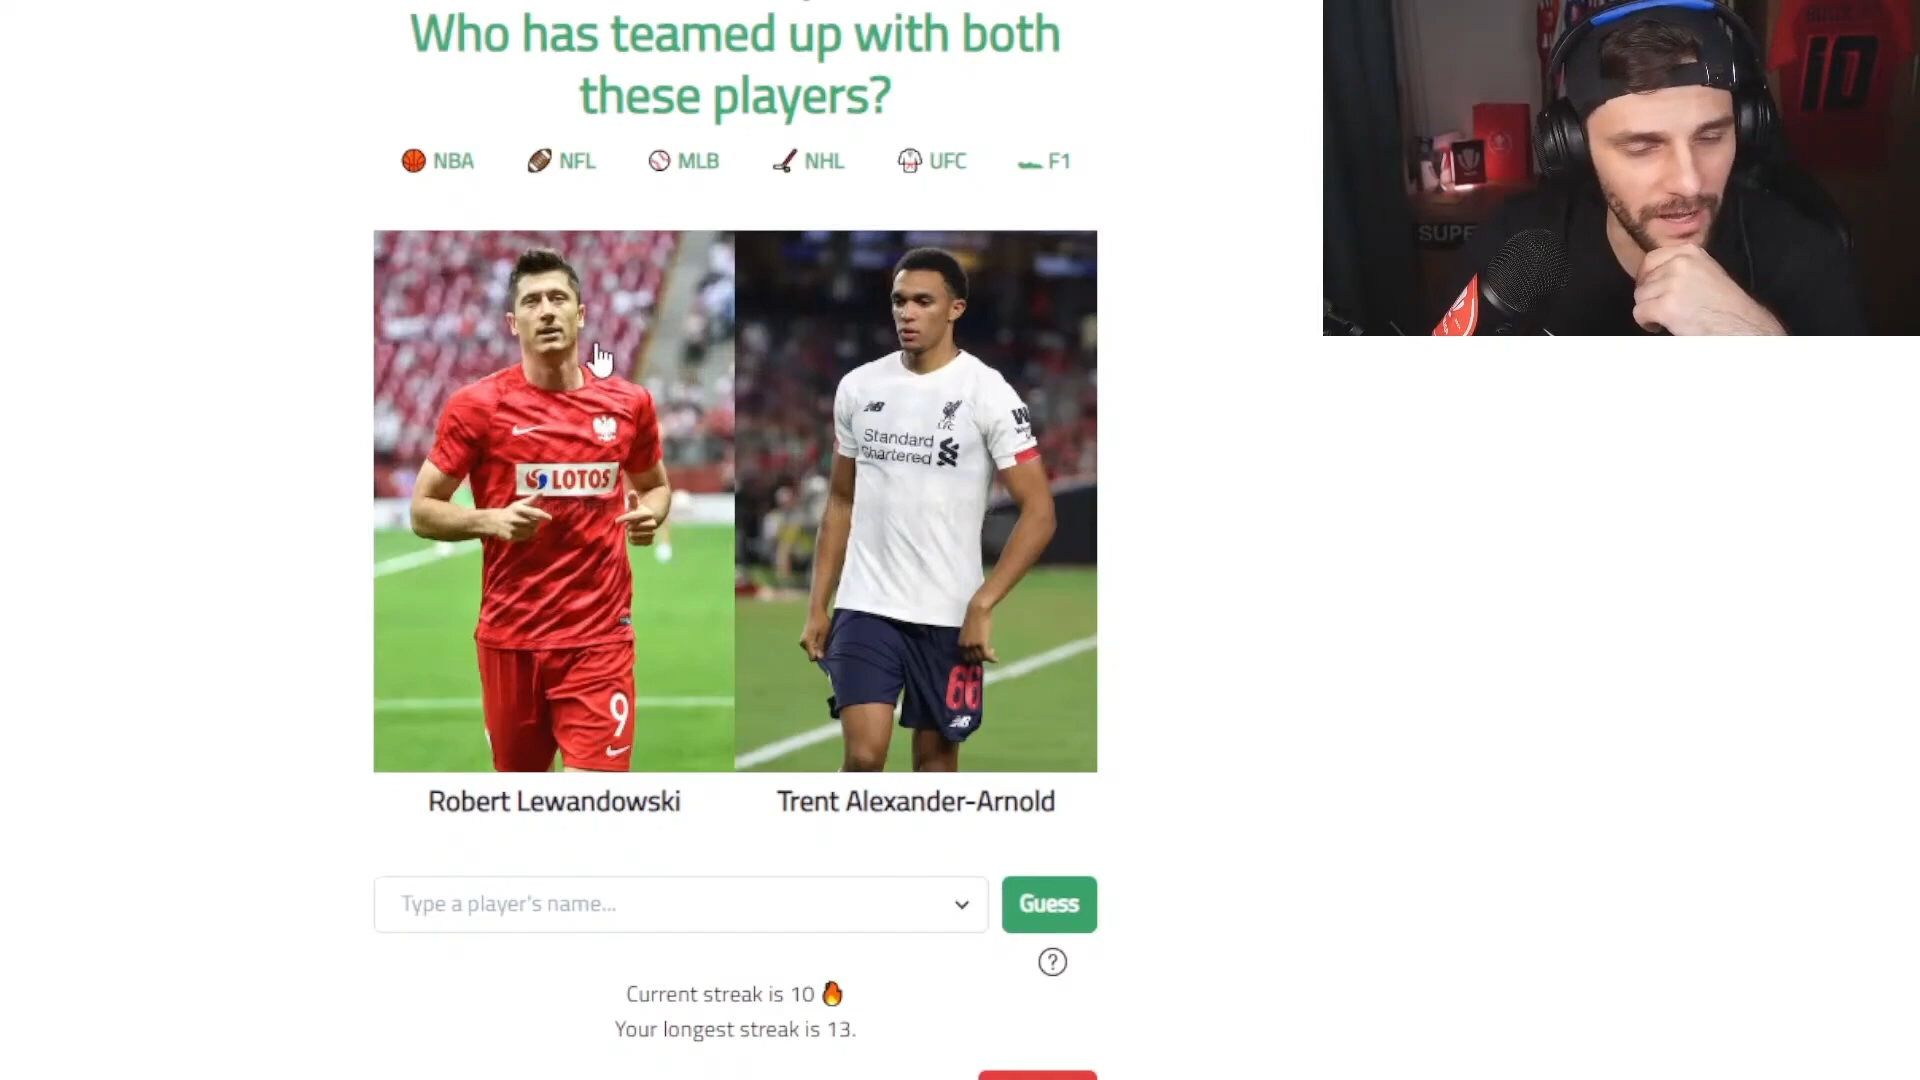 Who has teamed up with both
these players?
NBA NFL MLB NHL UFC F1
LOTOS
9
LFC
Standard
Chartered
66
Robert Lewandowski
Trent Alexander-Arnold
Type a player's name...
Guess
?
Current streak is 10
Your longest streak is 13.
SUPE
10